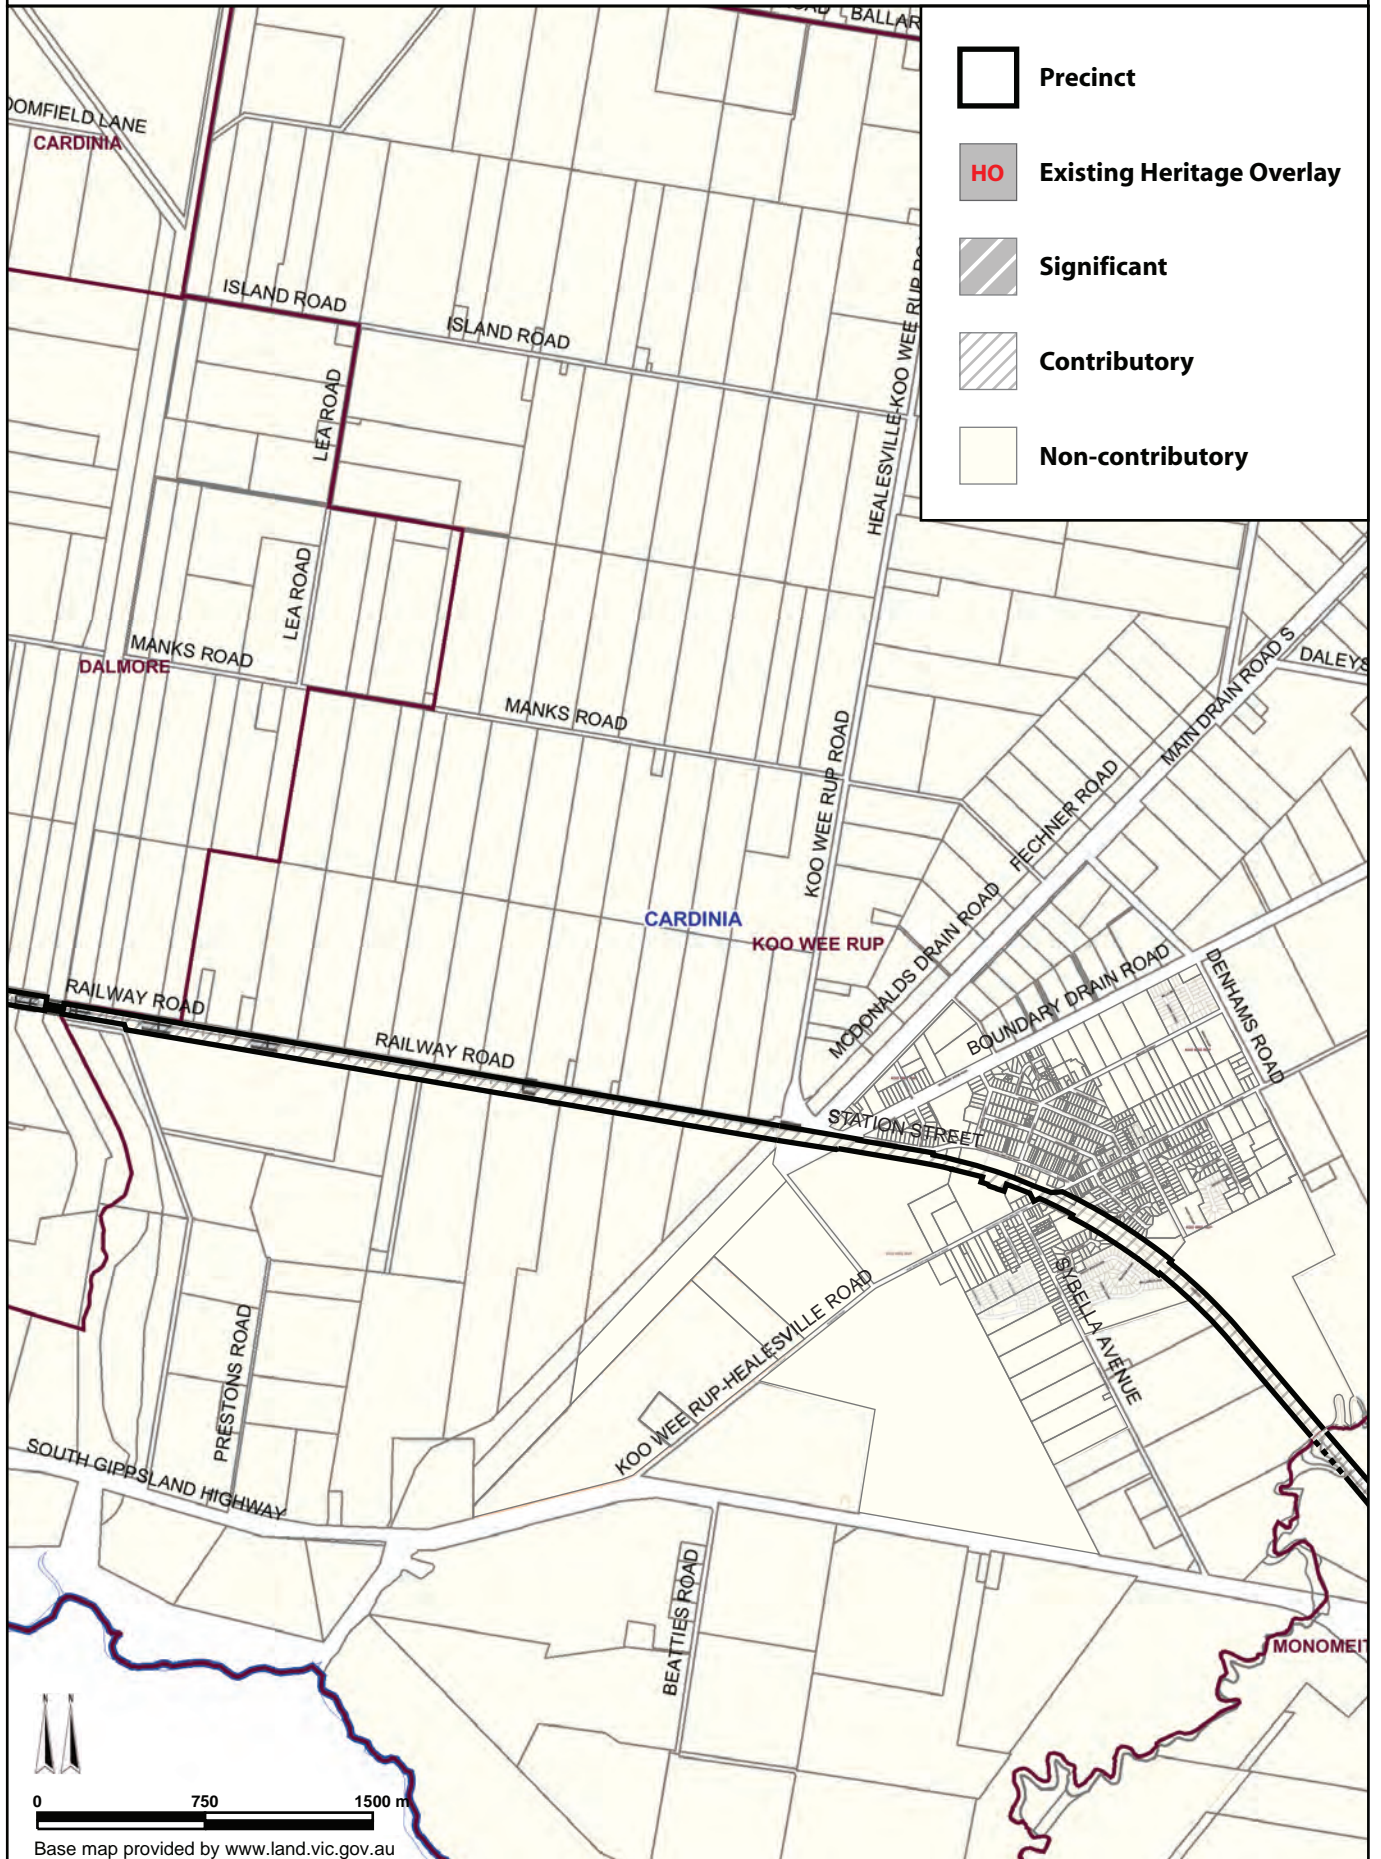 BALLAR
Precinct
HO Existing Heritage Overlay
Significant
Contributory
Non-contributory
OOMFIELD LANE
CARDINIA
ISLAND ROAD
ISLAND ROAD
HEALESVILLE-KOO WEE RUP RO
LEA ROAD
LEA ROAD
MANKS ROAD
DALMORE
MANKS ROAD
KOO WEE RUP ROAD
MAIN DRAIN ROAD S
DALEYS
FECHNER ROAD
CARDINIA
KOO WEE RUP
MCDONALDS DRAIN ROAD
BOUNDARY DRAIN ROAD
DENHAMS ROAD
RAILWAY ROAD
RAILWAY ROAD
STATION STREET
SYBELLA AVENUE
KOO WEE RUP-HEALESVILLE ROAD
PRESTONS ROAD
SOUTH GIPPSLAND HIGHWAY
BEATTIES ROAD
MONOMEIT
N N
0 750 1500 m
Base map provided by www.land.vic.gov.au